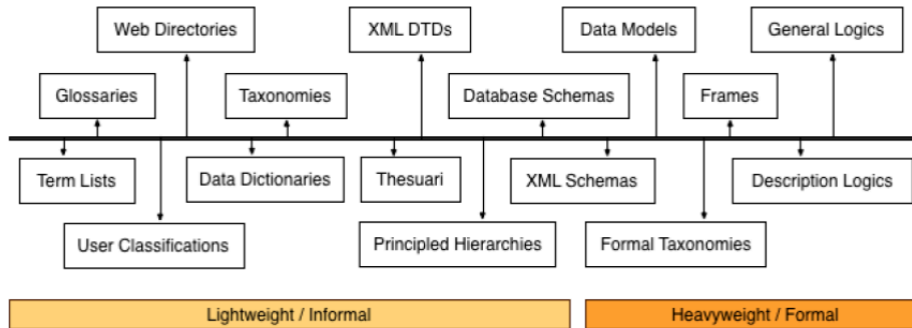 Web Directories
XML DTDs
Data Models
General Logics
Glossaries
Taxonomies
Database Schemas
Frames
Term Lists
Data Dictionaries
Thesuari
XML Schemas
Description Logics
User Classifications
Principled Hierarchies
Formal Taxonomies
Lightweight / Informal
Heavyweight / Formal